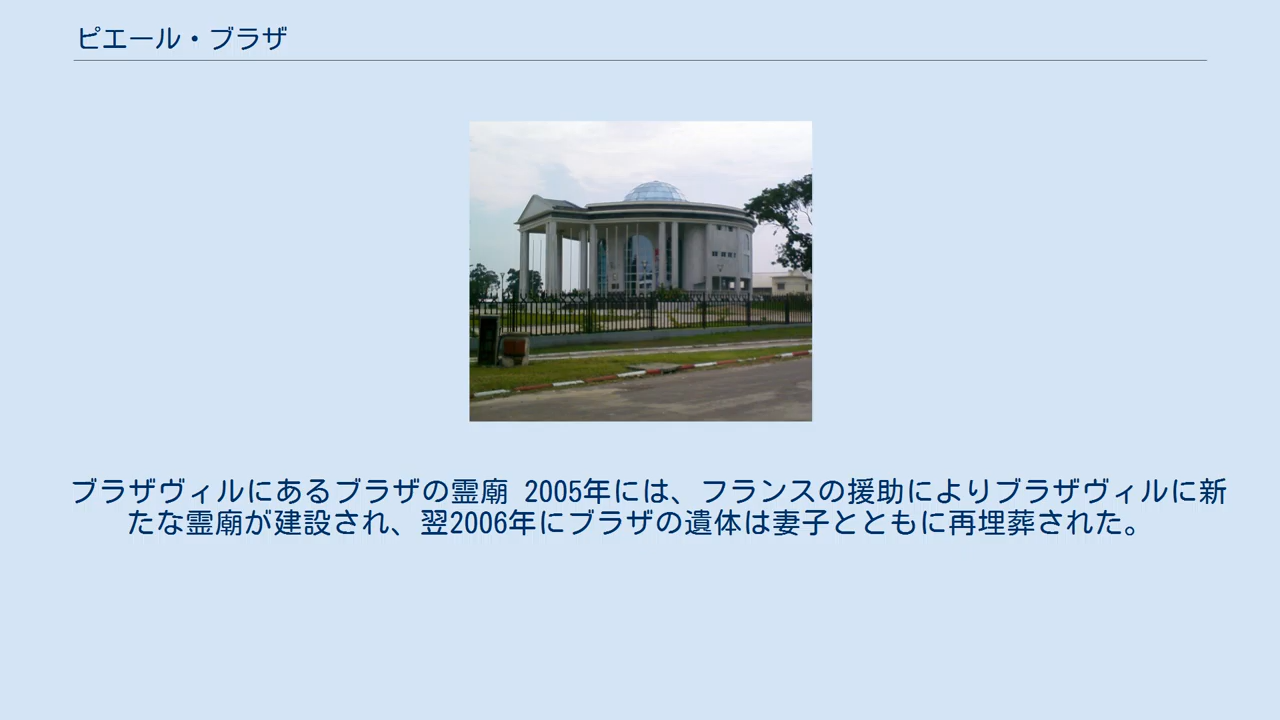 ピエール・ブラザ
ブラザヴィルにあるブラザの霊廟 2005年には、フランスの援助によりブラザヴィルに新
たな霊廟が建設され、翌2006年にブラザの遺体は妻子とともに再埋葬された。